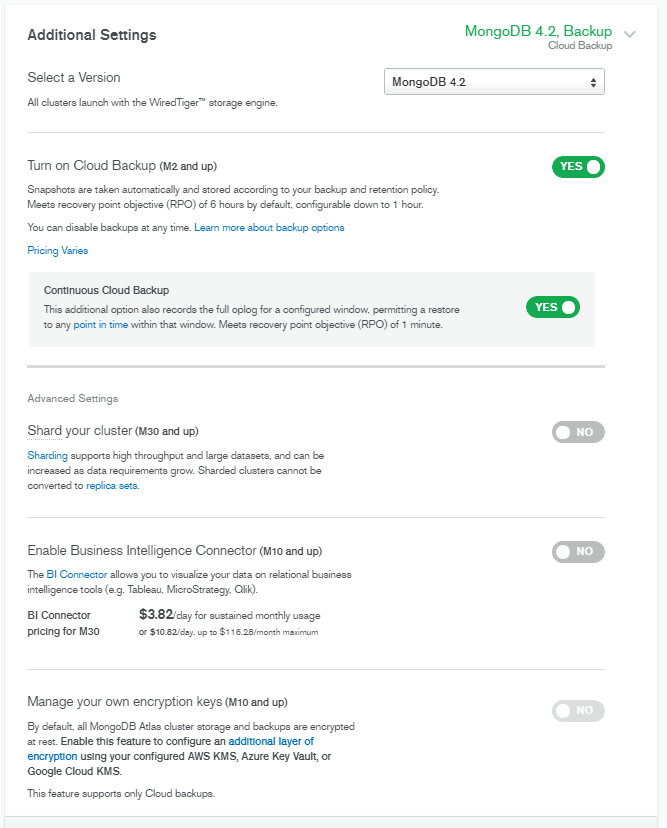 Additional Settings
MongoDB 4.2, Backup
Cloud Backup
Select a Version
MongoDB 4.2
All clusters launch with the WiredTiger™ storage engine.
Turn on Cloud Backup (M2 and up)
YES
Snapshots are taken automatically and stored according to your backup and retention policy.
Meets recovery point objective (RPO) of 6 hours by default, configurable down to 1 hour.
You can disable backups at any time. Learn more about backup options
Pricing Varies
Continuous Cloud Backup
This additional option also records the full oplog for a configured window, permitting a restore
to any point in time within that window. Meets recovery point objective (RPO) of 1 minute.
YES
Advanced Settings
Shard your cluster (M30 and up)
NO
Sharding supports high throughput and large datasets, and can be
increased as data requirements grow. Sharded clusters cannot be
converted to replica sets.
Enable Business Intelligence Connector (M10 and up)
NO
The BI Connector allows you to visualize your data on relational business
intelligence tools (e.g. Tableau, MicroStrategy, Qlik).
BI Connector
pricing for M30
$3.82/day for sustained monthly usage
or $10.82/day, up to $116.28/month maximum
Manage your own encryption keys (M10 and up)
NO
By default, all MongoDB Atlas cluster storage and backups are encrypted
at rest. Enable this feature to configure an additional layer of
encryption using your configured AWS KMS, Azure Key Vault, or
Google Cloud KMS.
This feature supports only Cloud backups.